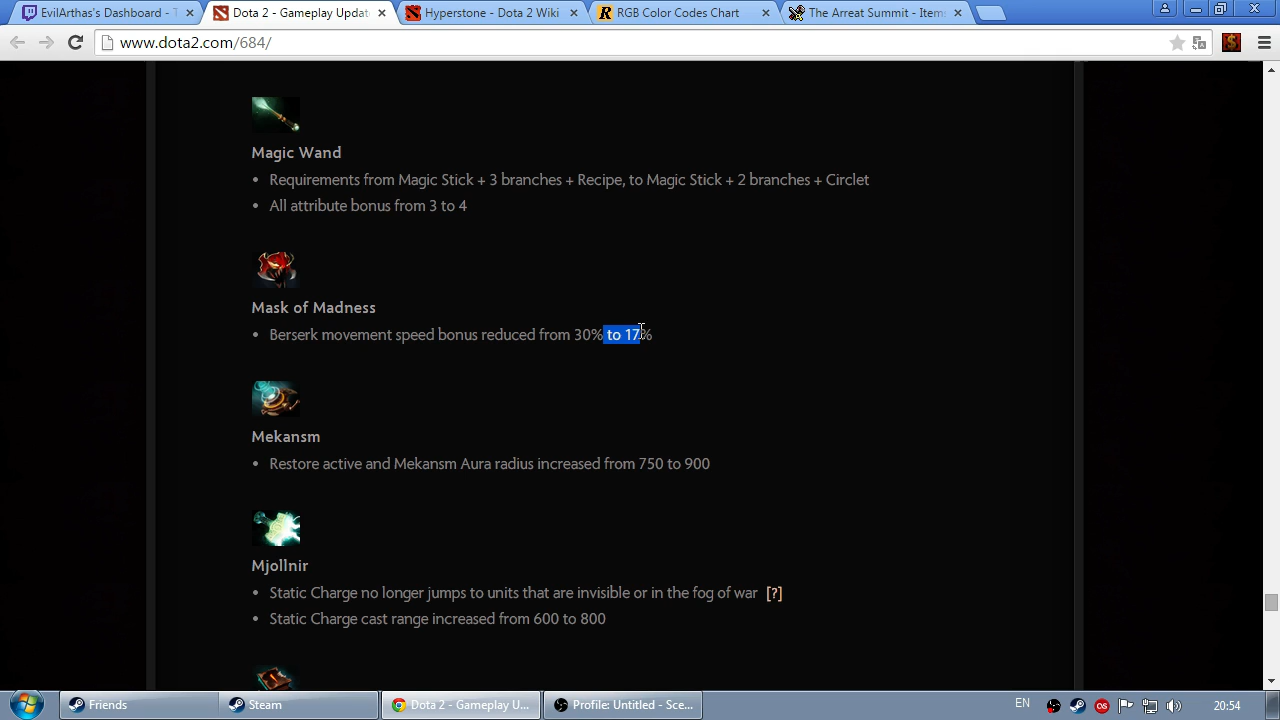 EvilArthas's Dashboard - T
Dota 2 - Gameplay Updat
Hyperstone - Dota 2 Wiki
RGB Color Codes Chart
The Arreat Summit - Item
www.dota2.com/684/
Magic Wand
• Requirements from Magic Stick + 3 branches + Recipe, to Magic Stick + 2 branches + Circlet
• All attribute bonus from 3 to 4
Mask of Madness
• Berserk movement speed bonus reduced from 30% to 17%
Mekansm
• Restore active and Mekansm Aura radius increased from 750 to 900
Mjollnir
• Static Charge no longer jumps to units that are invisible or in the fog of war [?]
• Static Charge cast range increased from 600 to 800
Friends
Steam
Dota 2 - Gameplay U...
Profile: Untitled - Sce...
EN
20:54